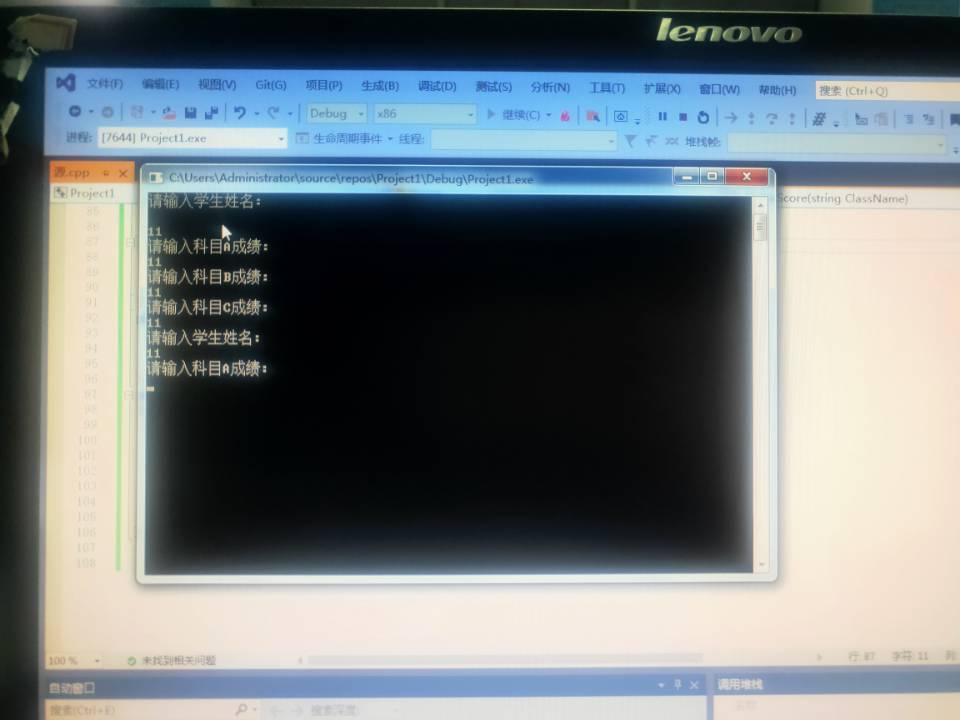 lenovo
文件(F) 编辑(E) 视图(V) Git(G) 项目(P) 生成(B) 调试(D) 测试(S) 分析(N) 工具(T) 扩展(X) 窗口(W) 帮助(H) 搜索 (Ctrl+Q)
Debug x86 继续(C)
进程: [7644] Project1.exe 生命周期事件 线程: 堆栈帧:
源.cpp
C:\Users\Administrator\source\repos\Project1\Debug\Project1.exe
Project1 Score(string ClassName)
请输入学生姓名:
11
请输入科目A成绩:
11
请输入科目B成绩:
11
请输入科目C成绩:
11
请输入学生姓名:
11
请输入科目A成绩:
85
86
87
88
89
90
91
92
93
94
95
96
97
98
99
100
101
102
103
104
105
106
107
108
100 % 未找到相关问题 行: 87 字符: 11 列
自动窗口 调用堆栈
搜索(Ctrl+E) 搜索深度: 名称